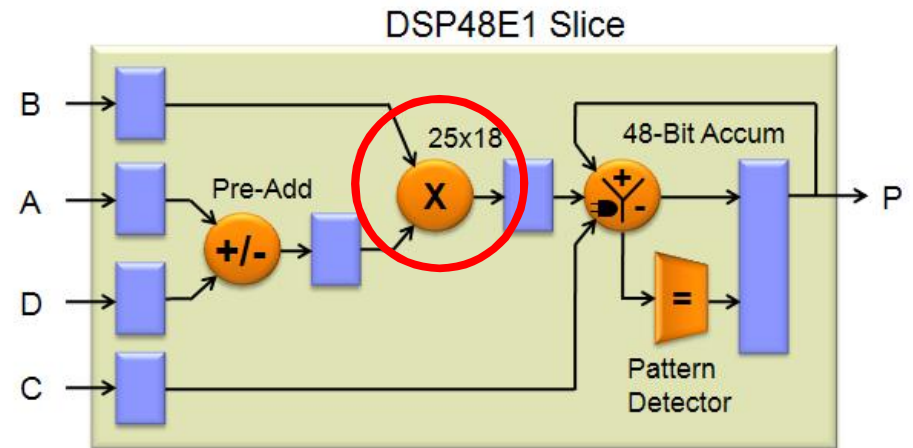 DSP48E1 Slice
B
25x18
48-Bit Accum
A
Pre-Add
X
+
-
P
+/-
D
=
C
Pattern
Detector